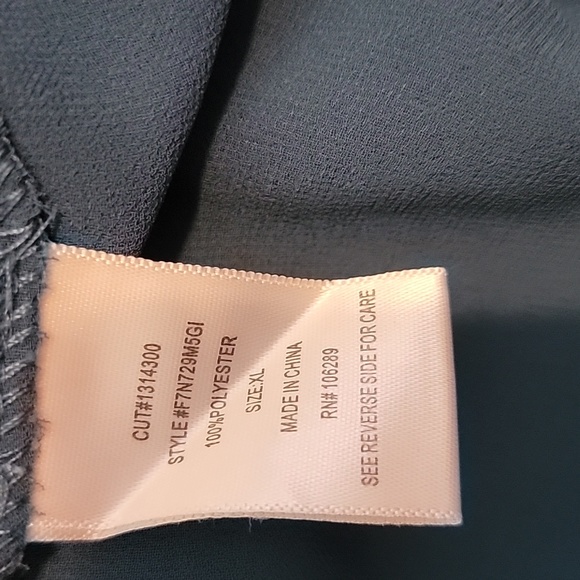 CUT#1314300
STYLE #F7N729M5GI
100%POLYESTER
SIZE:XL
MADE IN CHINA
RN# 106289
SEE REVERSE SIDE FOR CARE